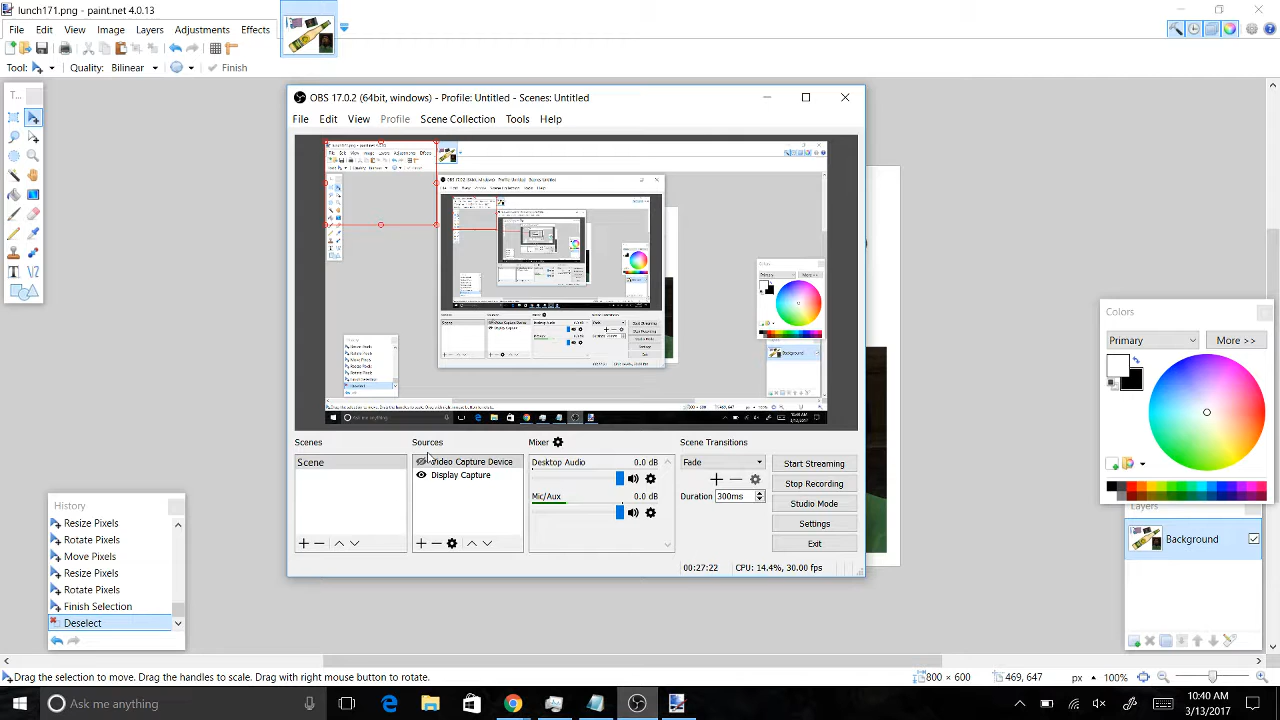 lunch171.png - paint.net 4.0.13
File Edit View Image Layers Adjustments Effects
Tool: Quality: Bilinear Finish
T...
OBS 17.0.2 (64bit, windows) - Profile: Untitled - Scenes: Untitled
File Edit View Profile Scene Collection Tools Help
Scenes
Scene
Sources
Video Capture Device
Display Capture
Mixer
Desktop Audio 0.0 dB
Mic/Aux 0.0 dB
Scene Transitions
Fade
Duration 300ms
Start Streaming
Start Recording
Studio Mode
Settings
Exit
00:27:22 CPU: 14.4%, 30.00 fps
Colors
Primary More >>
Layers
Background
History
Resize Pixels
Rotate Pixels
Move Pixels
Resize Pixels
Rotate Pixels
Finish Selection
Deselect
Drag the selection to move. Drag the handles to scale. Drag with right mouse button to rotate. 800 × 600 469, 647 px 100%
Ask me anything
10:40 AM
3/13/2017